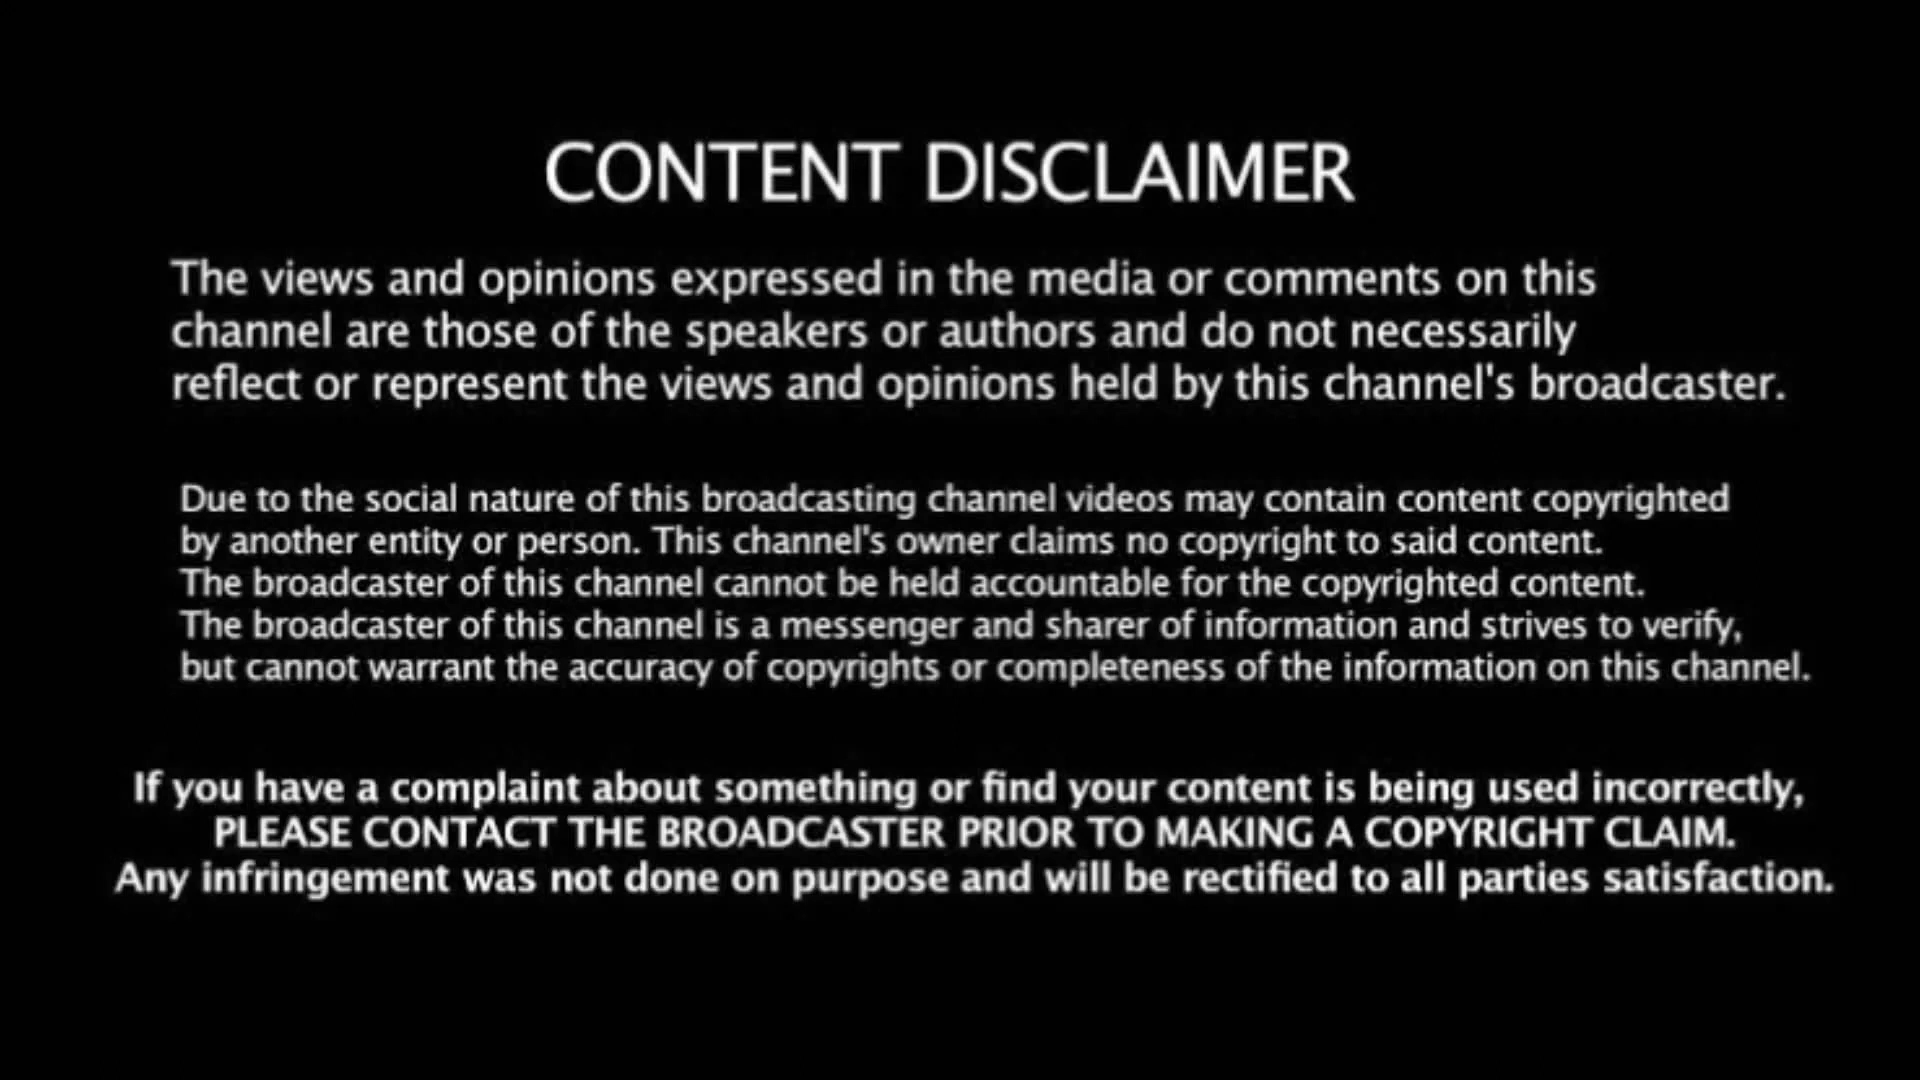 CONTENT DISCLAIMER
The views and opinions expressed in the media or comments on this
channel are those of the speakers or authors and do not necessarily
reflect or represent the views and opinions held by this channel's broadcaster.
Due to the social nature of this broadcasting channel videos may contain content copyrighted
by another entity or person. This channel's owner claims no copyright to said content.
The broadcaster of this channel cannot be held accountable for the copyrighted content.
The broadcaster of this channel is a messenger and sharer of information and strives to verify,
but cannot warrant the accuracy of copyrights or completeness of the information on this channel.
If you have a complaint about something or find your content is being used incorrectly,
PLEASE CONTACT THE BROADCASTER PRIOR TO MAKING A COPYRIGHT CLAIM.
Any infringement was not done on purpose and will be rectified to all parties satisfaction.